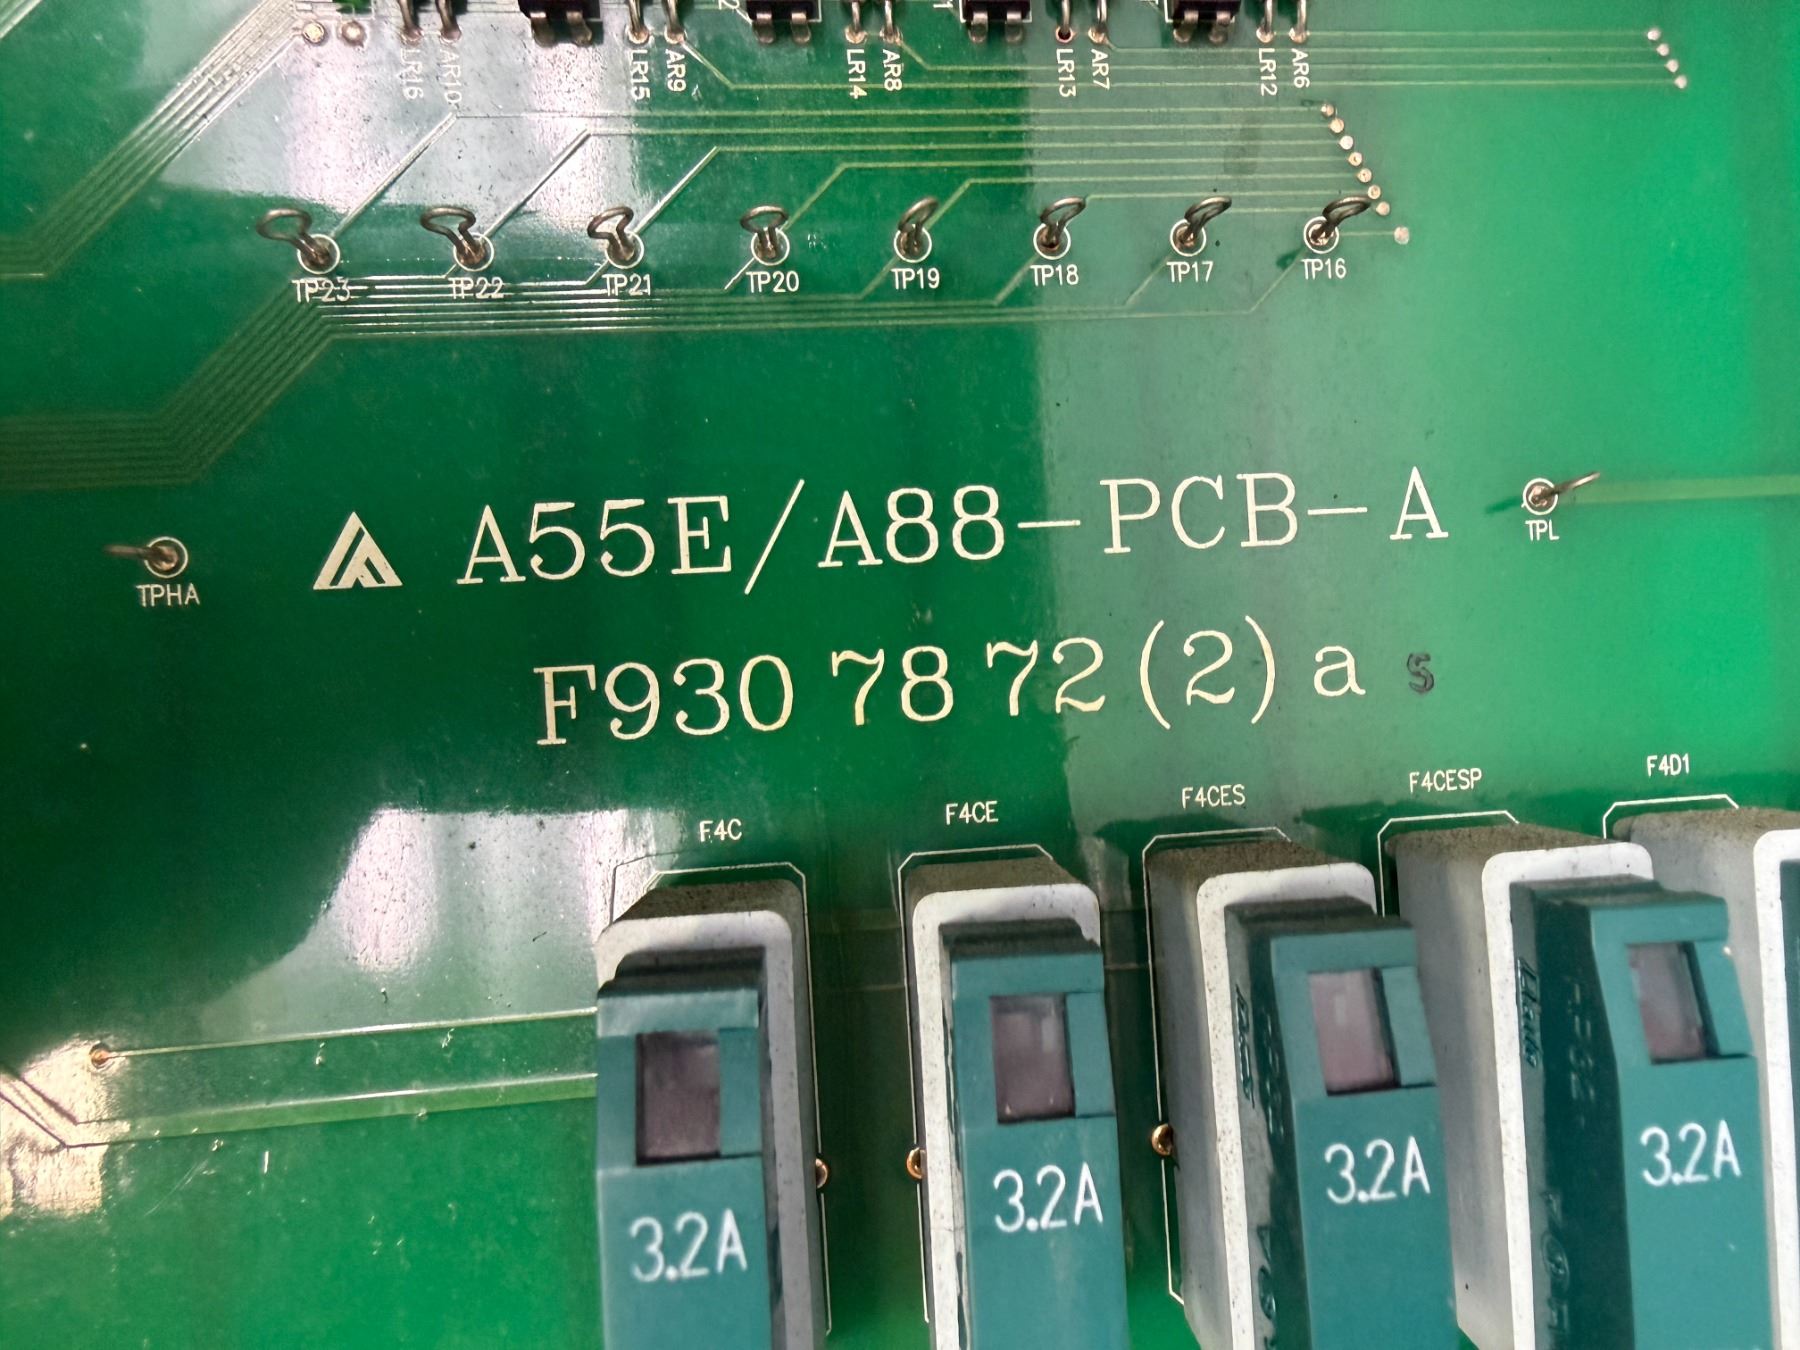 LR16 AR10 LR15 AR9 LR14 AR8 LR13 AR7 LR12 AR6
TP23 TP22 TP21 TP20 TP19 TP18 TP17 TP16
A55E/A88-PCB-A
TPL
TPHA
F930 78 72(2)a s
F4C F4CE F4CES F4CESP F4D1
3.2A 3.2A 3.2A 3.2A